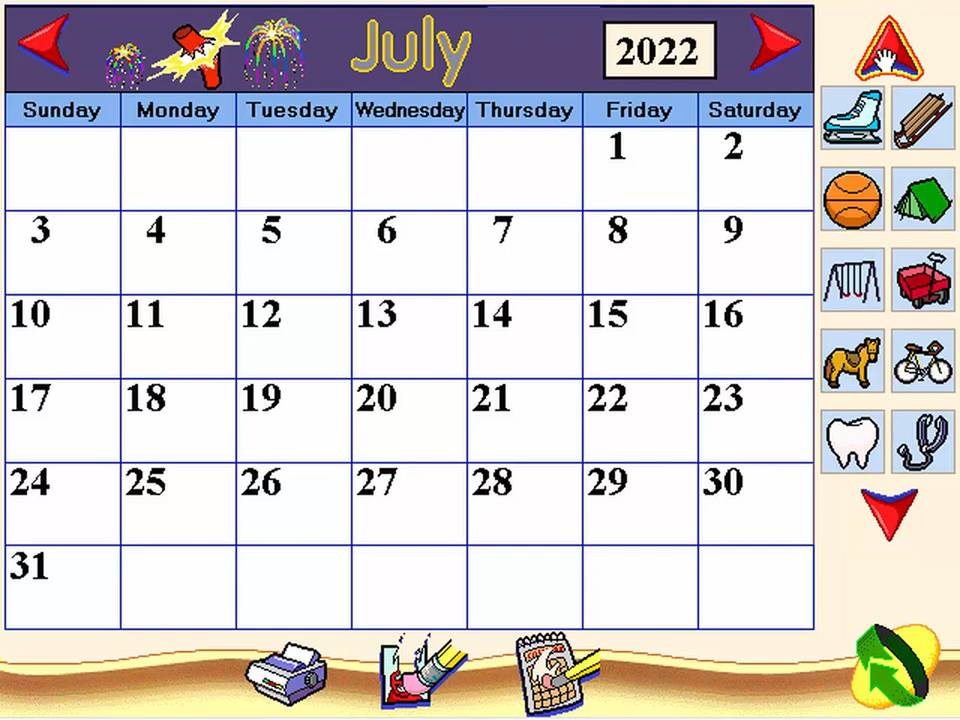 July 2022
Sunday Monday Tuesday Wednesday Thursday Friday Saturday
1 2
3 4 5 6 7 8 9
10 11 12 13 14 15 16
17 18 19 20 21 22 23
24 25 26 27 28 29 30
31